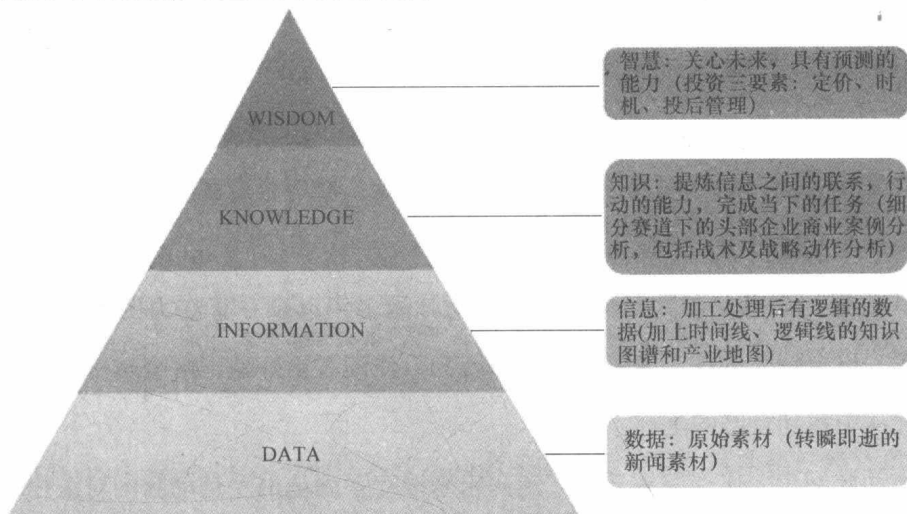 智慧：关心未来，具有预测的
能力（投资三要素：定价、时
机、投后管理）
WISDOM
知识：提炼信息之间的联系，行
动的能力，完成当下的任务（细
分赛道下的头部企业商业案例分
析，包括战术及战略动作分析）
KNOWLEDGE
信息：加工处理后有逻辑的数
据(加上时间线、逻辑线的知识
图谱和产业地图)
INFORMATION
数据：原始素材（转瞬即逝的
新闻素材）
DATA